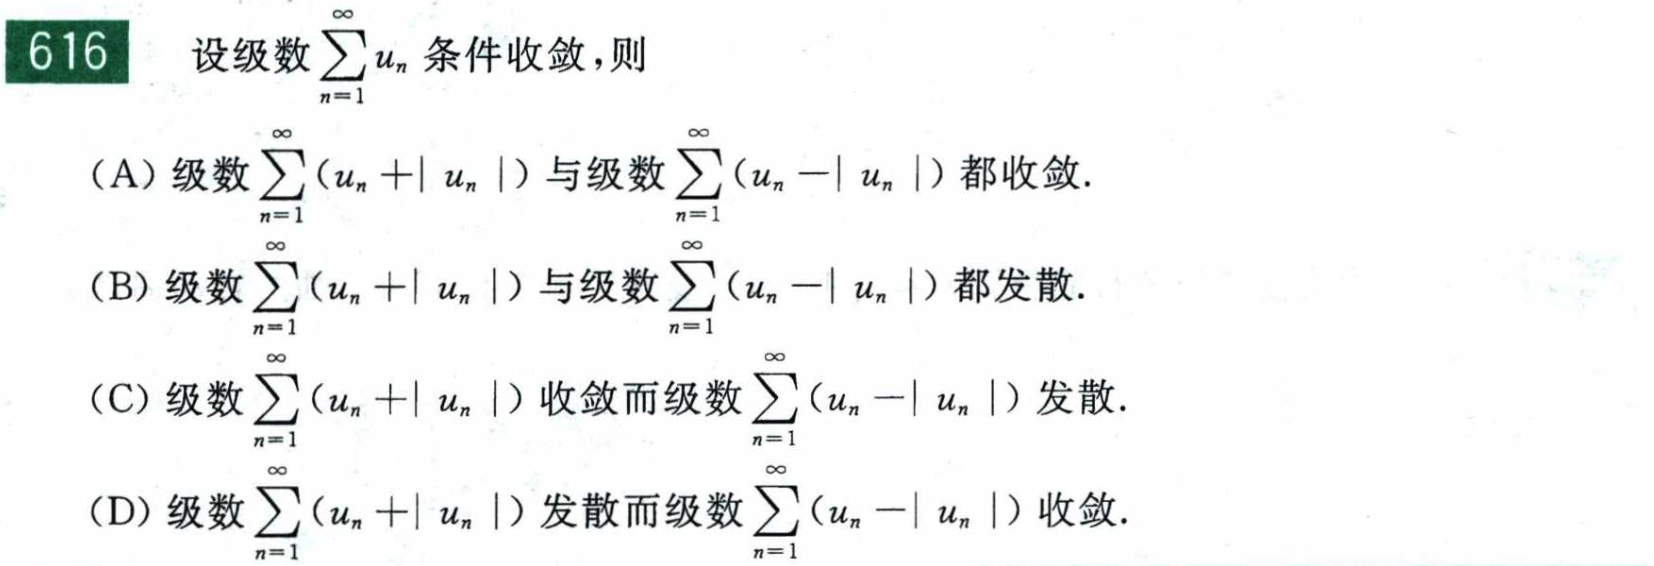 616 设级数 $\sum_{n=1}^{\infty} u_n$ 条件收敛,则
(A) 级数 $\sum_{n=1}^{\infty} (u_n + | u_n |)$ 与级数 $\sum_{n=1}^{\infty} (u_n - | u_n |)$ 都收敛.
(B) 级数 $\sum_{n=1}^{\infty} (u_n + | u_n |)$ 与级数 $\sum_{n=1}^{\infty} (u_n - | u_n |)$ 都发散.
(C) 级数 $\sum_{n=1}^{\infty} (u_n + | u_n |)$ 收敛而级数 $\sum_{n=1}^{\infty} (u_n - | u_n |)$ 发散.
(D) 级数 $\sum_{n=1}^{\infty} (u_n + | u_n |)$ 发散而级数 $\sum_{n=1}^{\infty} (u_n - | u_n |)$ 收敛.